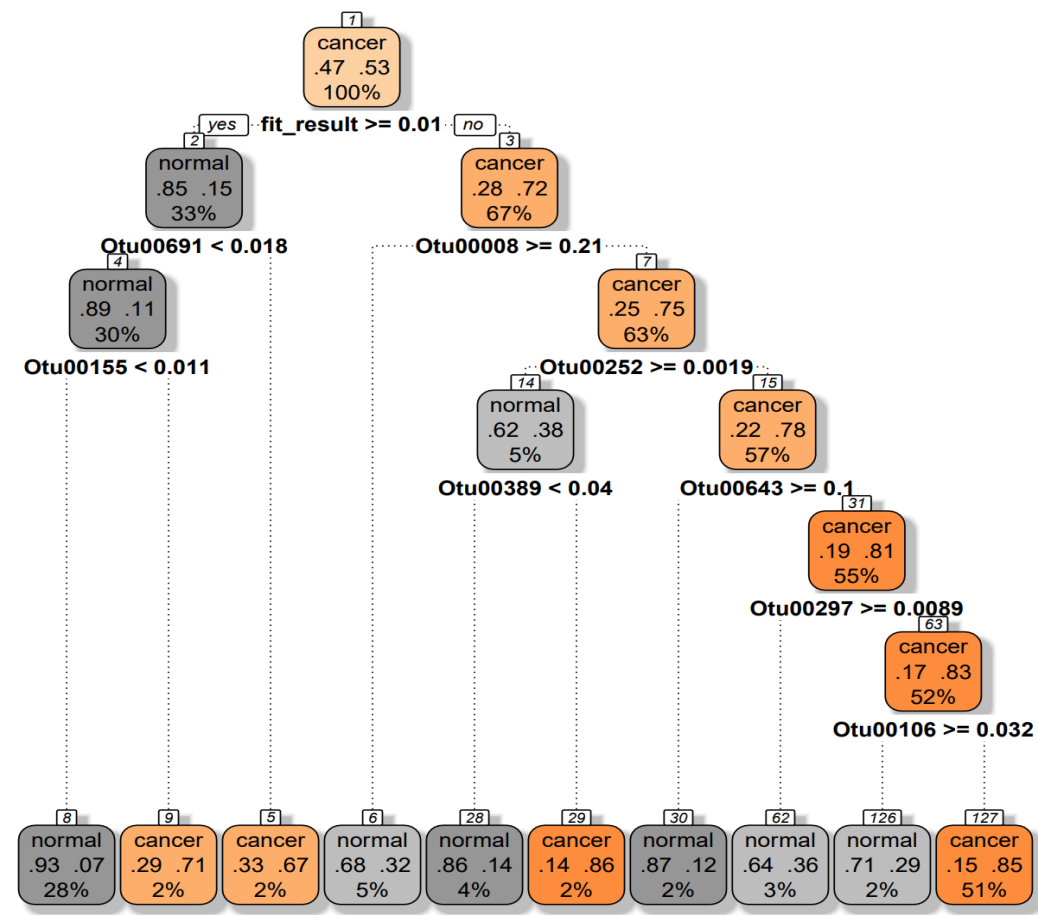 1
cancer
.47 .53
100%
yes fit_result >= 0.01 no
2
normal
.85 .15
33%
3
cancer
.28 .72
67%
Otu00691 < 0.018
Otu00008 >= 0.21
4
normal
.89 .11
30%
7
cancer
.25 .75
63%
Otu00155 < 0.011
Otu00252 >= 0.0019
14
normal
.62 .38
5%
15
cancer
.22 .78
57%
Otu00389 < 0.04
Otu00643 >= 0.1
31
cancer
.19 .81
55%
Otu00297 >= 0.0089
63
cancer
.17 .83
52%
Otu00106 >= 0.032
8
normal
.93 .07
28%
9
cancer
.29 .71
2%
5
cancer
.33 .67
2%
6
normal
.68 .32
5%
28
normal
.86 .14
4%
29
cancer
.14 .86
2%
30
normal
.87 .12
2%
62
normal
.64 .36
3%
126
normal
.71 .29
2%
127
cancer
.15 .85
51%